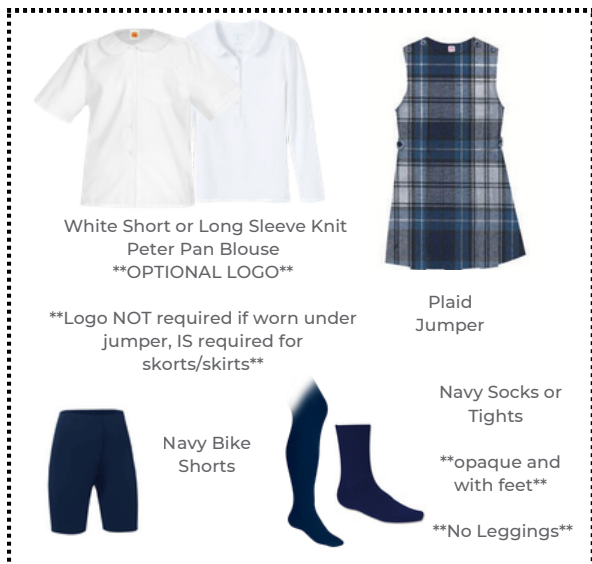 White Short or Long Sleeve Knit
Peter Pan Blouse
**OPTIONAL LOGO**
**Logo NOT required if worn under
jumper, IS required for
skorts/skirts**
Plaid
Jumper
Navy Bike
Shorts
Navy Socks or
Tights
**opaque and
with feet**
**No Leggings**